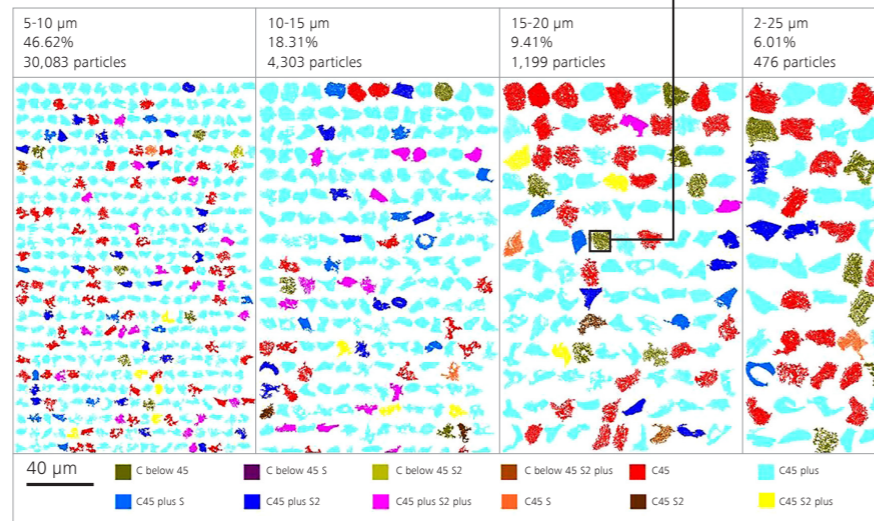 5-10 µm
46.62%
30,083 particles
10-15 µm
18.31%
4,303 particles
15-20 µm
9.41%
1,199 particles
2-25 µm
6.01%
476 particles
40 µm
C below 45
C below 45 S
C below 45 S2
C below 45 S2 plus
C45
C45 plus
C45 plus S
C45 plus S2
C45 plus S2 plus
C45 S
C45 S2
C45 S2 plus